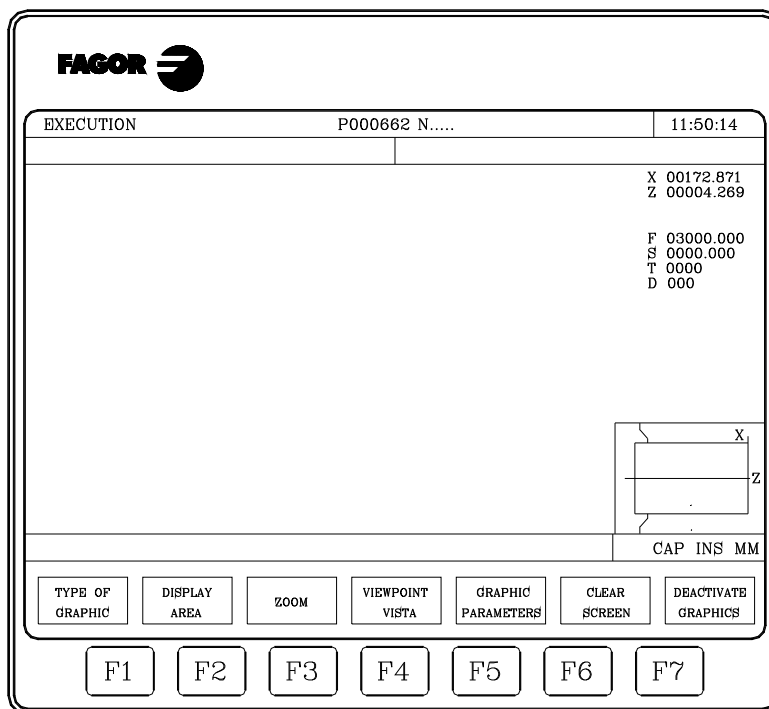 FAGOR
EXECUTION P000662 N..... 11:50:14
X 00172.871
Z 00004.269
F 03000.000
S 0000.000
T 0000
D 000
X
Z
CAP INS MM
TYPE OF GRAPHIC
DISPLAY AREA
ZOOM
VIEWPOINT VISTA
GRAPHIC PARAMETERS
CLEAR SCREEN
DEACTIVATE GRAPHICS
F1 F2 F3 F4 F5 F6 F7